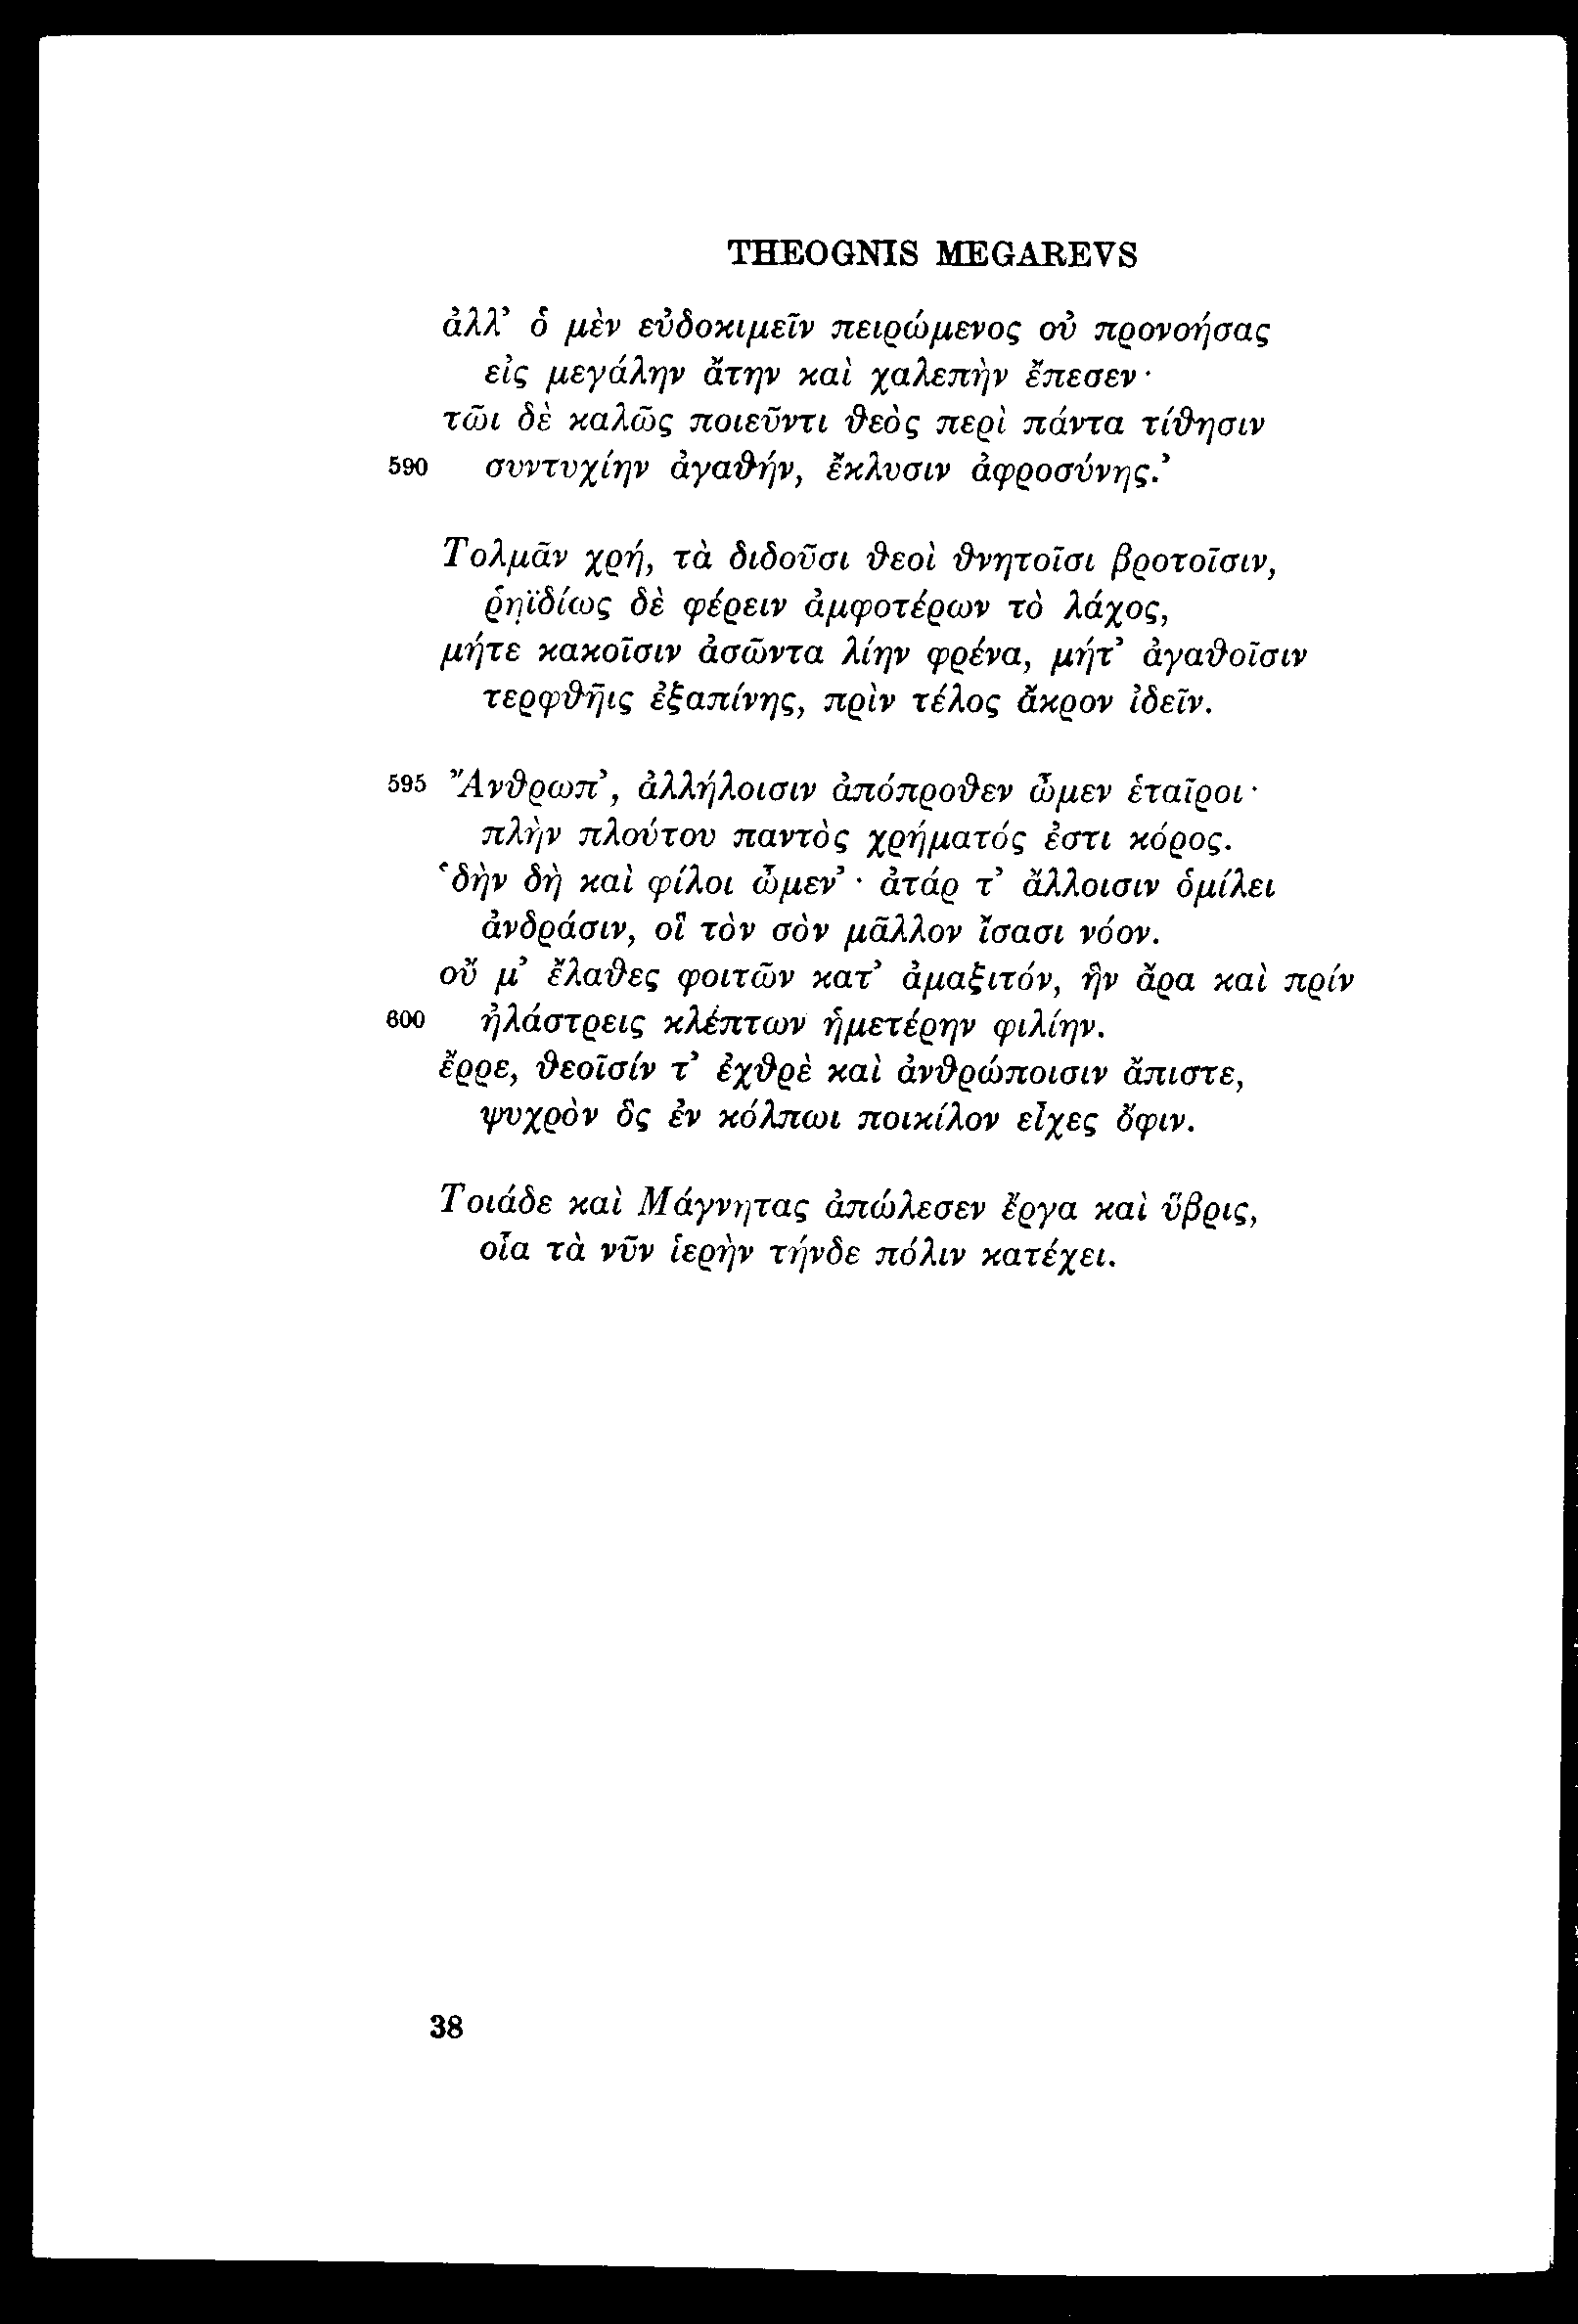 THEOGNIS MEGAREVS
ἀλλ’ ὁ μὲν εὐδοκιμεῖν πειρώμενος οὐ προνοήσας
εἰς μεγάλην ἄτην καὶ χαλεπὴν ἔπεσεν·
τῶι δὲ καλῶς ποιεῦντι θεὸς περὶ πάντα τίθησιν
590 συντυχίην ἀγαθήν, ἔκλυσιν ἀφροσύνης.’
Τολμᾶν χρή, τὰ διδοῦσι θεοὶ θνητοῖσι βροτοῖσιν,
ῥηϊδίως δὲ φέρειν ἀμφοτέρων τὸ λάχος,
μήτε κακοῖσιν ἀσῶντα λίην φρένα, μήτ’ ἀγαθοῖσιν
τερφθῆις ἐξαπίνης, πρὶν τέλος ἄκρον ἰδεῖν.
595 Ἄνθρωπ’, ἀλλήλοισιν ἀπόπροθεν ὦμεν ἑταῖροι·
πλὴν πλούτου παντὸς χρήματός ἐστι κόρος.
‘δὴν δὴ καὶ φίλοι ὦμεν’· ἀτάρ τ’ ἄλλοισιν ὁμίλει
ἀνδράσιν, οἳ τὸν σὸν μᾶλλον ἴσασι νόον.
οὔ μ’ ἔλαθες φοιτῶν κατ’ ἀμαξιτόν, ἣν ἄρα καὶ πρίν
600 ἠλάστρεις κλέπτων ἡμετέρην φιλίην.
ἔρρε, θεοῖσίν τ’ ἐχθρὲ καὶ ἀνθρώποισιν ἄπιστε,
ψυχρὸν ὃς ἐν κόλπωι ποικίλον εἶχες ὄφιν.
Τοιάδε καὶ Μάγνητας ἀπώλεσεν ἔργα καὶ ὕβρις,
οἷα τὰ νῦν ἱερὴν τήνδε πόλιν κατέχει.
38